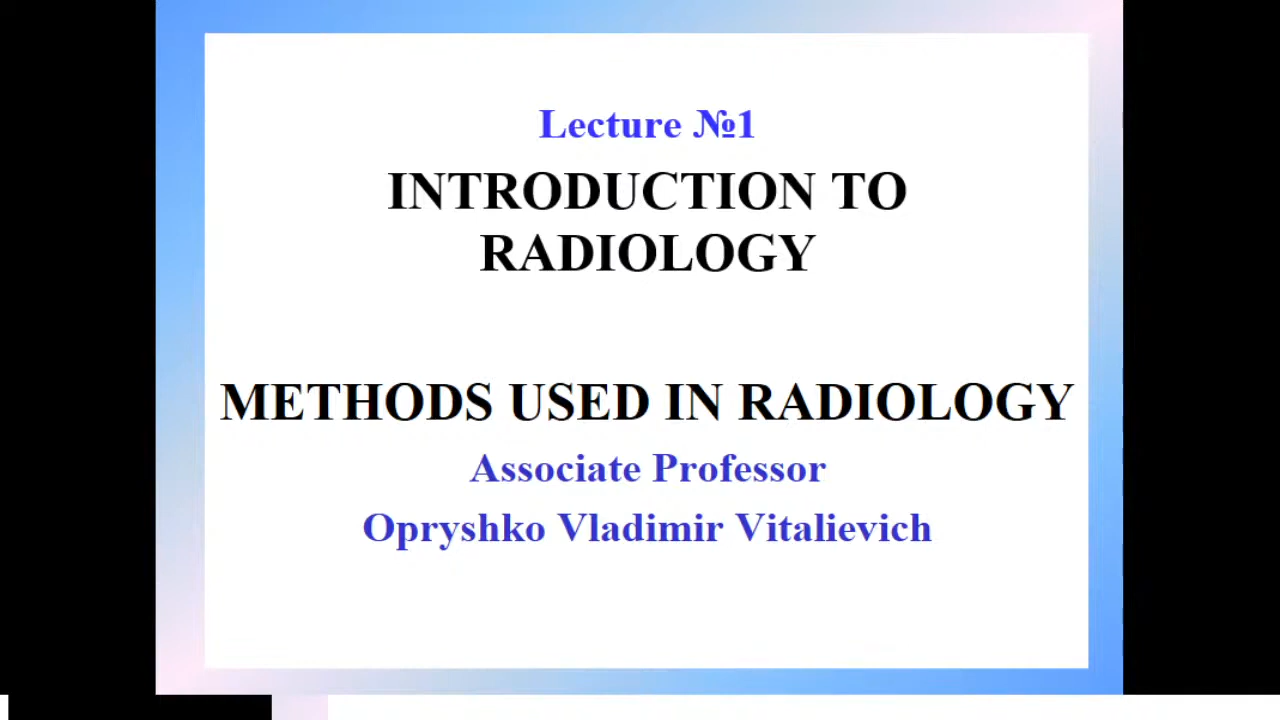 Lecture №1
INTRODUCTION TO
RADIOLOGY
METHODS USED IN RADIOLOGY
Associate Professor
Opryshko Vladimir Vitalievich